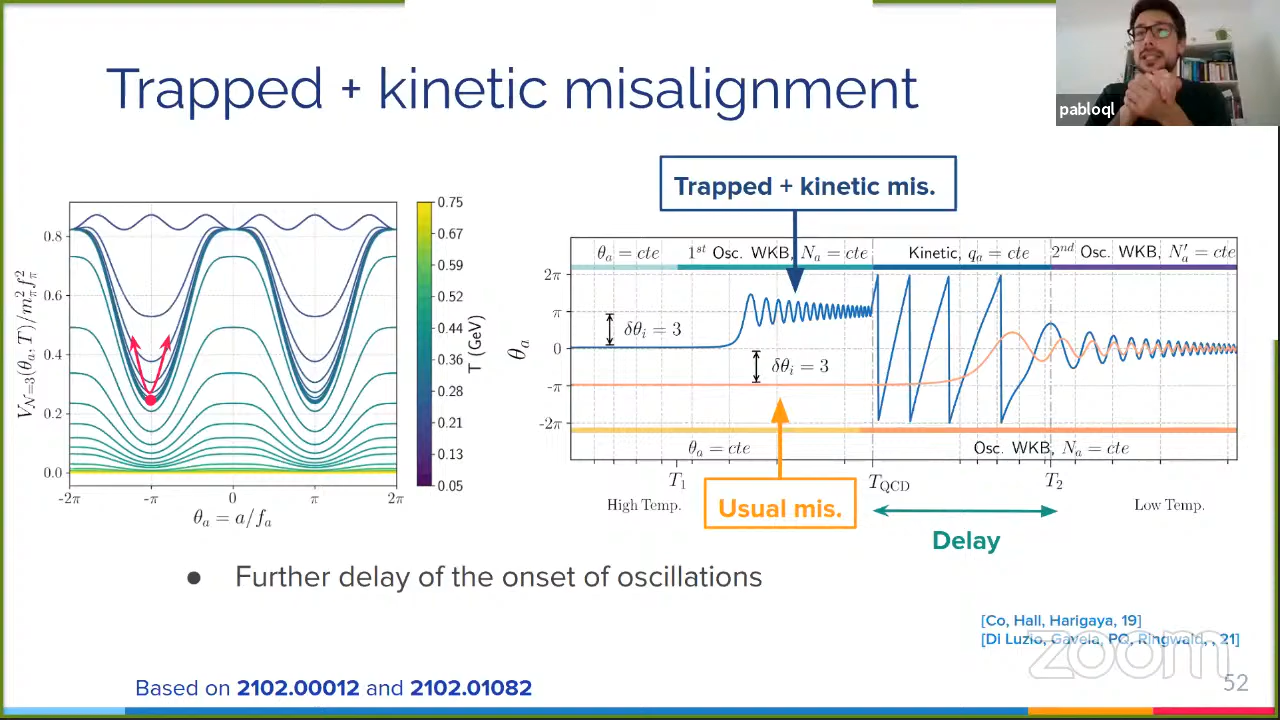 Trapped + kinetic misalignment
pabloql
V_{N=3}(θ_a, T)/m_π² f_π²
0.8
0.6
0.4
0.2
0.0
-2π -π 0 π 2π
θ_a = a/f_a
0.75
0.67
0.59
0.52
0.44
0.36
0.28
0.21
0.13
0.05
T (GeV)
Trapped + kinetic mis.
θ_a = cte 1st Osc. WKB, N_a = cte Kinetic, q_a = cte 2nd Osc. WKB, N'_a = cte
θ_a
2π
π
0
-π
-2π
δθ_i = 3
δθ_i = 3
θ_a = cte Osc. WKB, N_a = cte
T_1 T_QCD T_2
High Temp. Low Temp.
Usual mis.
Delay
● Further delay of the onset of oscillations
[Co, Hall, Harigaya, 19]
[Di Luzio, Gavela, PQ, Ringwald, , 21]
zoom
Based on 2102.00012 and 2102.01082
52